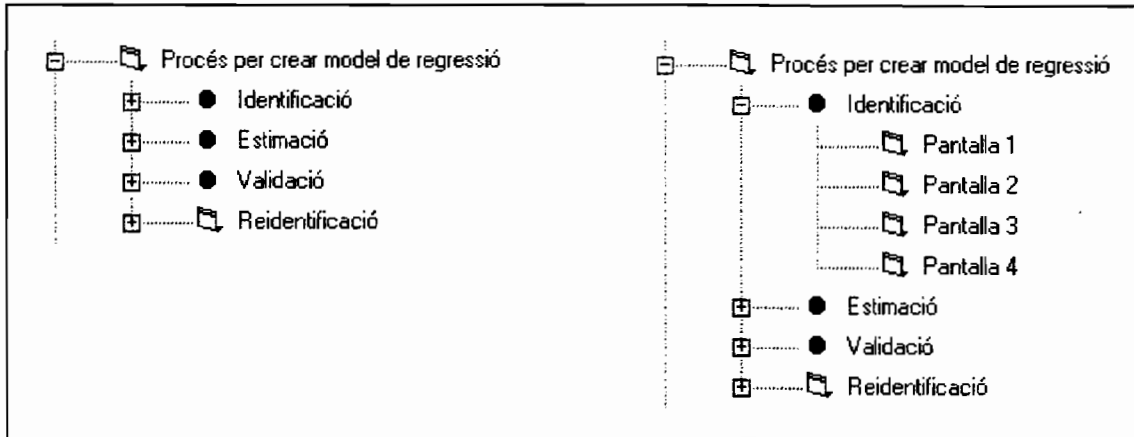 Procés per crear model de regressió
Identificació
Estimació
Validació
Reidentificació
Procés per crear model de regressió
Identificació
Pantalla 1
Pantalla 2
Pantalla 3
Pantalla 4
Estimació
Validació
Reidentificació